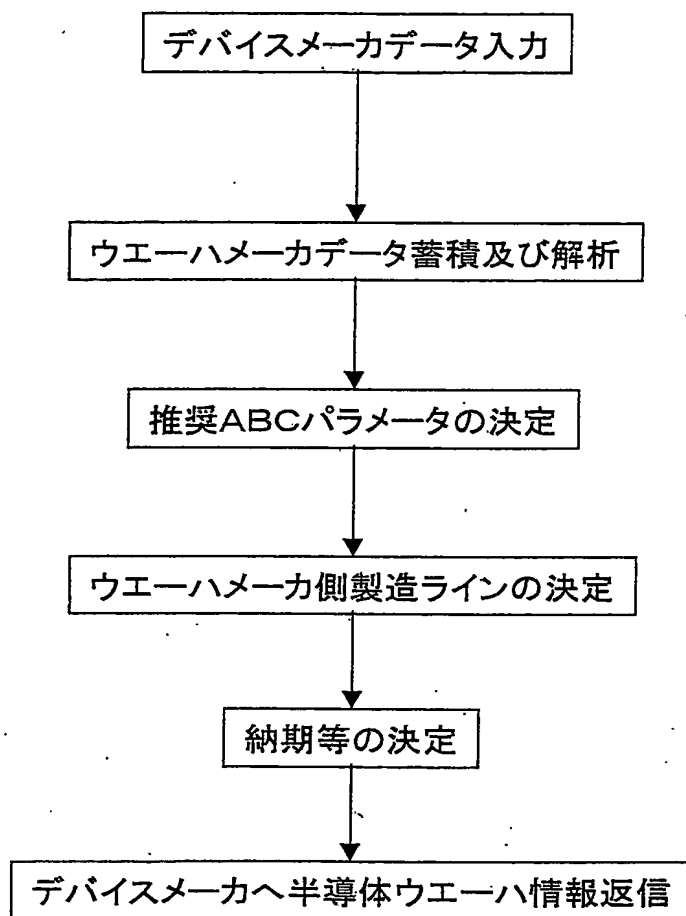 デバイスメーカデータ入力
ウエーハメーカデータ蓄積及び解析
推奨ABCパラメータの決定
ウエーハメーカ側製造ラインの決定
納期等の決定
デバイスメーカへ半導体ウエーハ情報返信